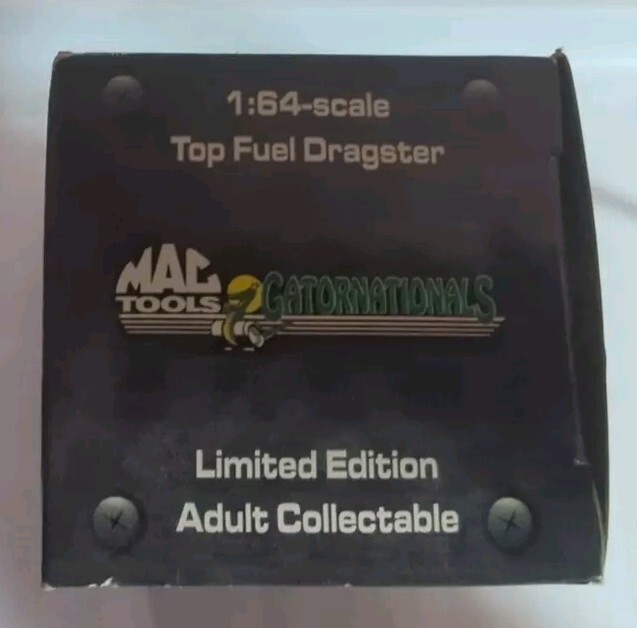 1:64-scale
Top Fuel Dragster
MAC TOOLS GATORNATIONALS
Limited Edition
Adult Collectable